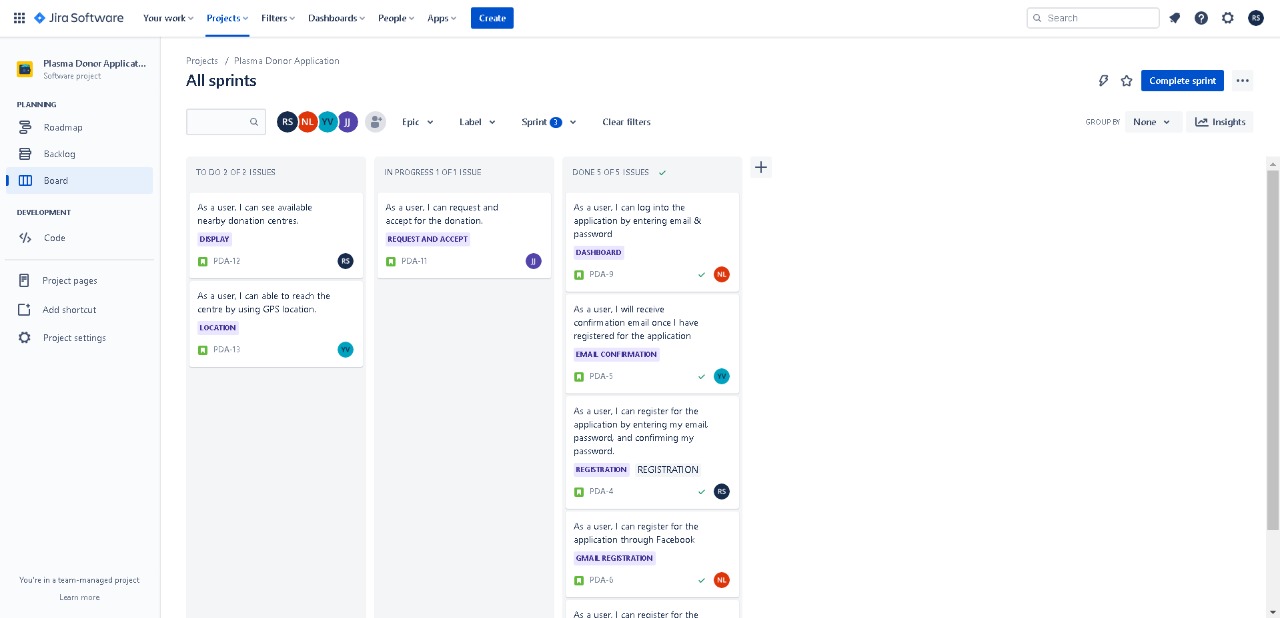 Jira Software
Your work
Projects
Filters
Dashboards
People
Apps
Create
Search
RS
Plasma Donor Applicat...
Software project
PLANNING
Roadmap
Backlog
Board
DEVELOPMENT
Code
Project pages
Add shortcut
Project settings
You're in a team-managed project
Learn more
Projects / Plasma Donor Application
All sprints
Complete sprint
RS NL YV JJ
Epic
Label
Sprint 3
Clear filters
GROUP BY
None
Insights
TO DO 2 OF 2 ISSUES
As a user, I can see available
nearby donation centres.
DISPLAY
PDA-12
RS
As a user, I can able to reach the
centre by using GPS location.
LOCATION
PDA-13
YV
IN PROGRESS 1 OF 1 ISSUE
As a user, I can request and
accept for the donation.
REQUEST AND ACCEPT
PDA-11
JJ
DONE 5 OF 5 ISSUES
As a user, I can log into the
application by entering email &
password
DASHBOARD
PDA-9
NL
As a user, I will receive
confirmation email once I have
registered for the application
EMAIL CONFIRMATION
PDA-5
YV
As a user, I can register for the
application by entering my email,
password, and confirming my
password.
REGISTRATION REGISTRATION
PDA-4
RS
As a user, I can register for the
application through Facebook
GMAIL REGISTRATION
PDA-6
NL
As a user, I can register for the